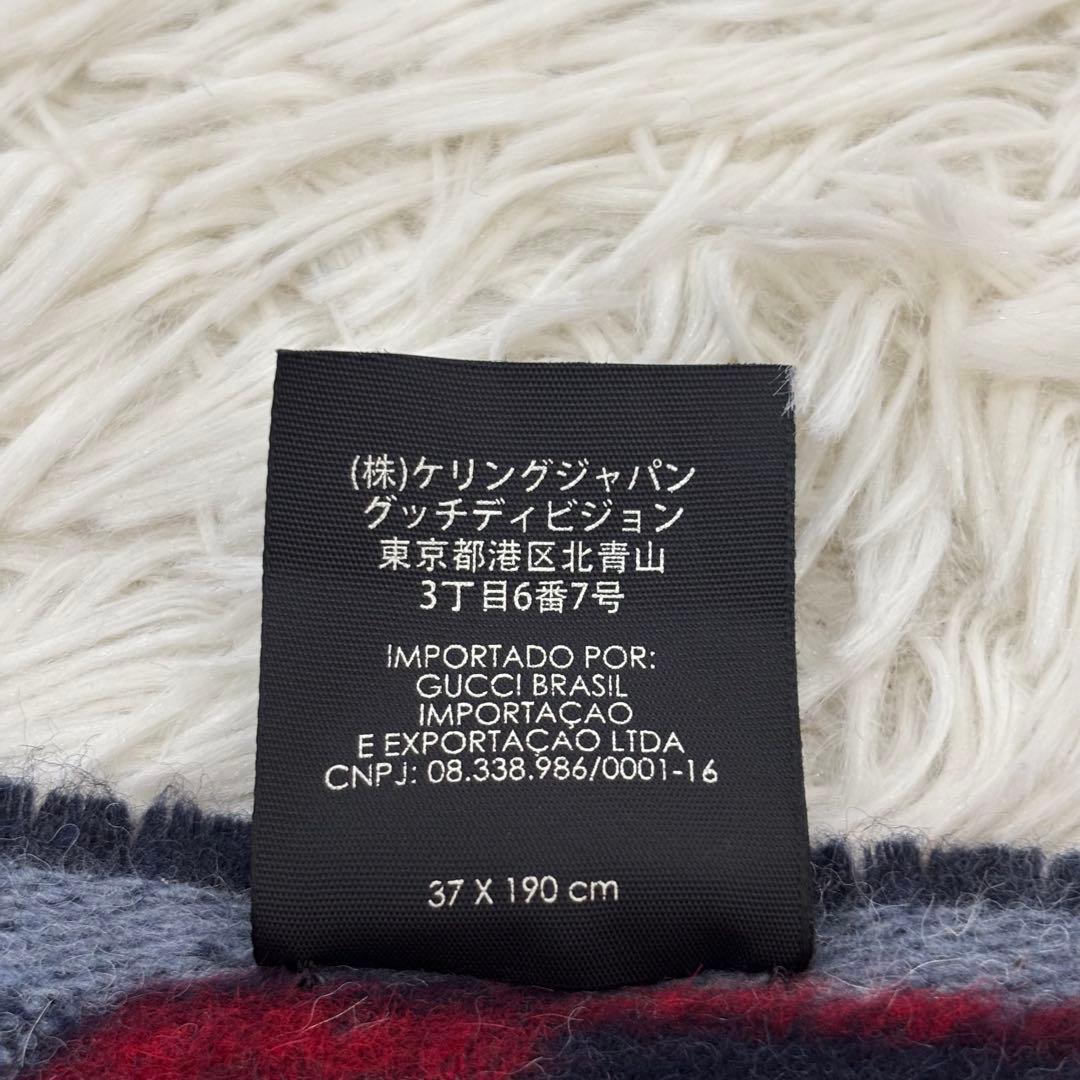 (株)ケリングジャパン
グッチディビジョン
東京都港区北青山
3丁目6番7号
IMPORTADO POR:
GUCCI BRASIL
IMPORTAÇAO
E EXPORTAÇAO LTDA
CNPJ: 08.338.986/0001-16
37 X 190 cm